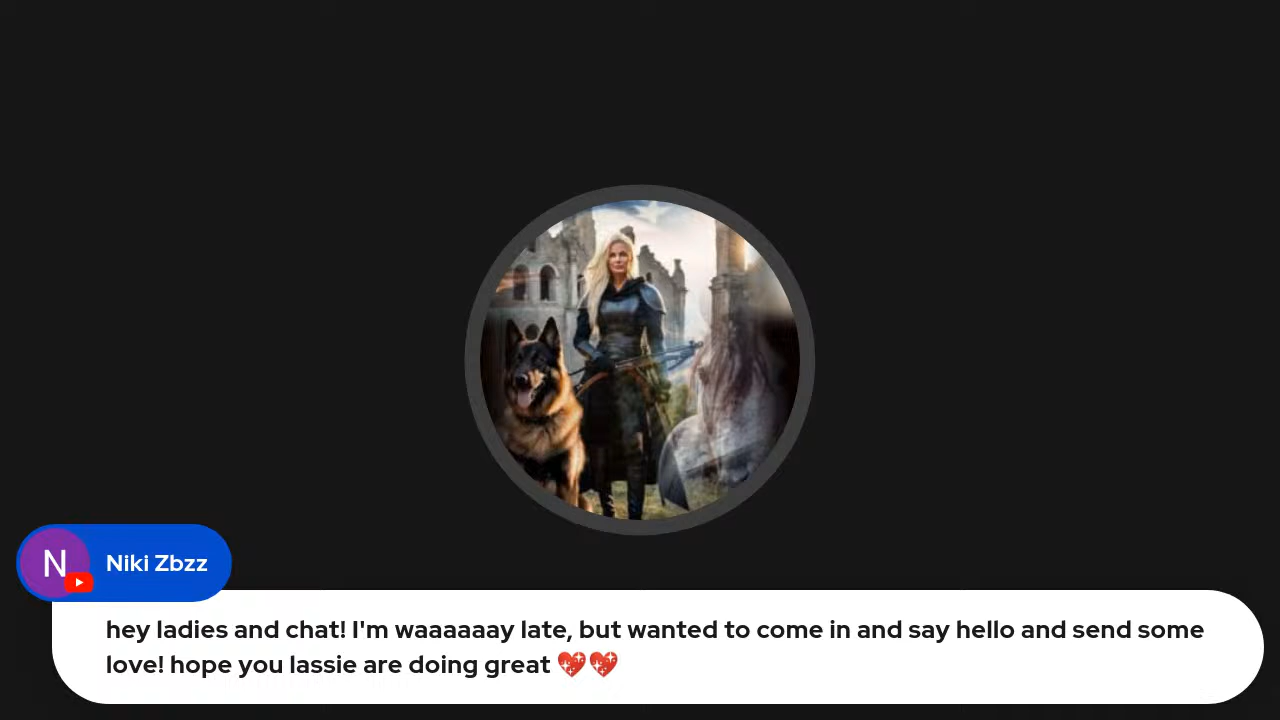 N
Niki Zbzz
hey ladies and chat! I'm waaaaaay late, but wanted to come in and say hello and send some
love! hope you lassie are doing great 💖💖